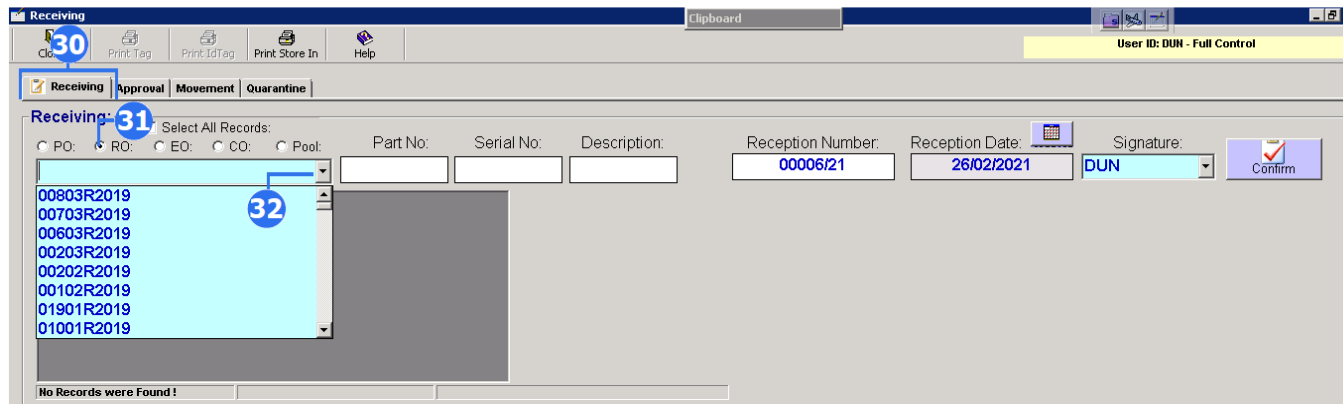 Receiving
Clipboard
30
Print Tag
Print IdTag
Print Store In
Help
User ID: DUN - Full Control
Receiving
Approval
Movement
Quarantine
Receiving:
31
Select All Records:
PO:
RO:
EO:
CO:
Pool:
Part No:
Serial No:
Description:
Reception Number:
Reception Date:
Signature:
00006/21
26/02/2021
DUN
Confirm
32
00803R2019
00703R2019
00603R2019
00203R2019
00202R2019
00102R2019
01901R2019
01001R2019
No Records were Found !